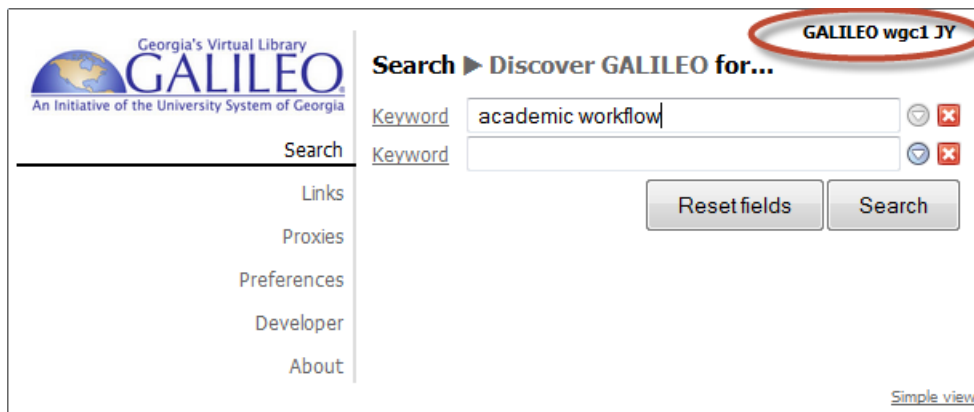 GALILEO wgc1 JY
Georgia's Virtual Library
GALILEO
An Initiative of the University System of Georgia
Search ▶ Discover GALILEO for...
Keyword academic workflow
Keyword
Reset fields Search
Search
Links
Proxies
Preferences
Developer
About
Simple view